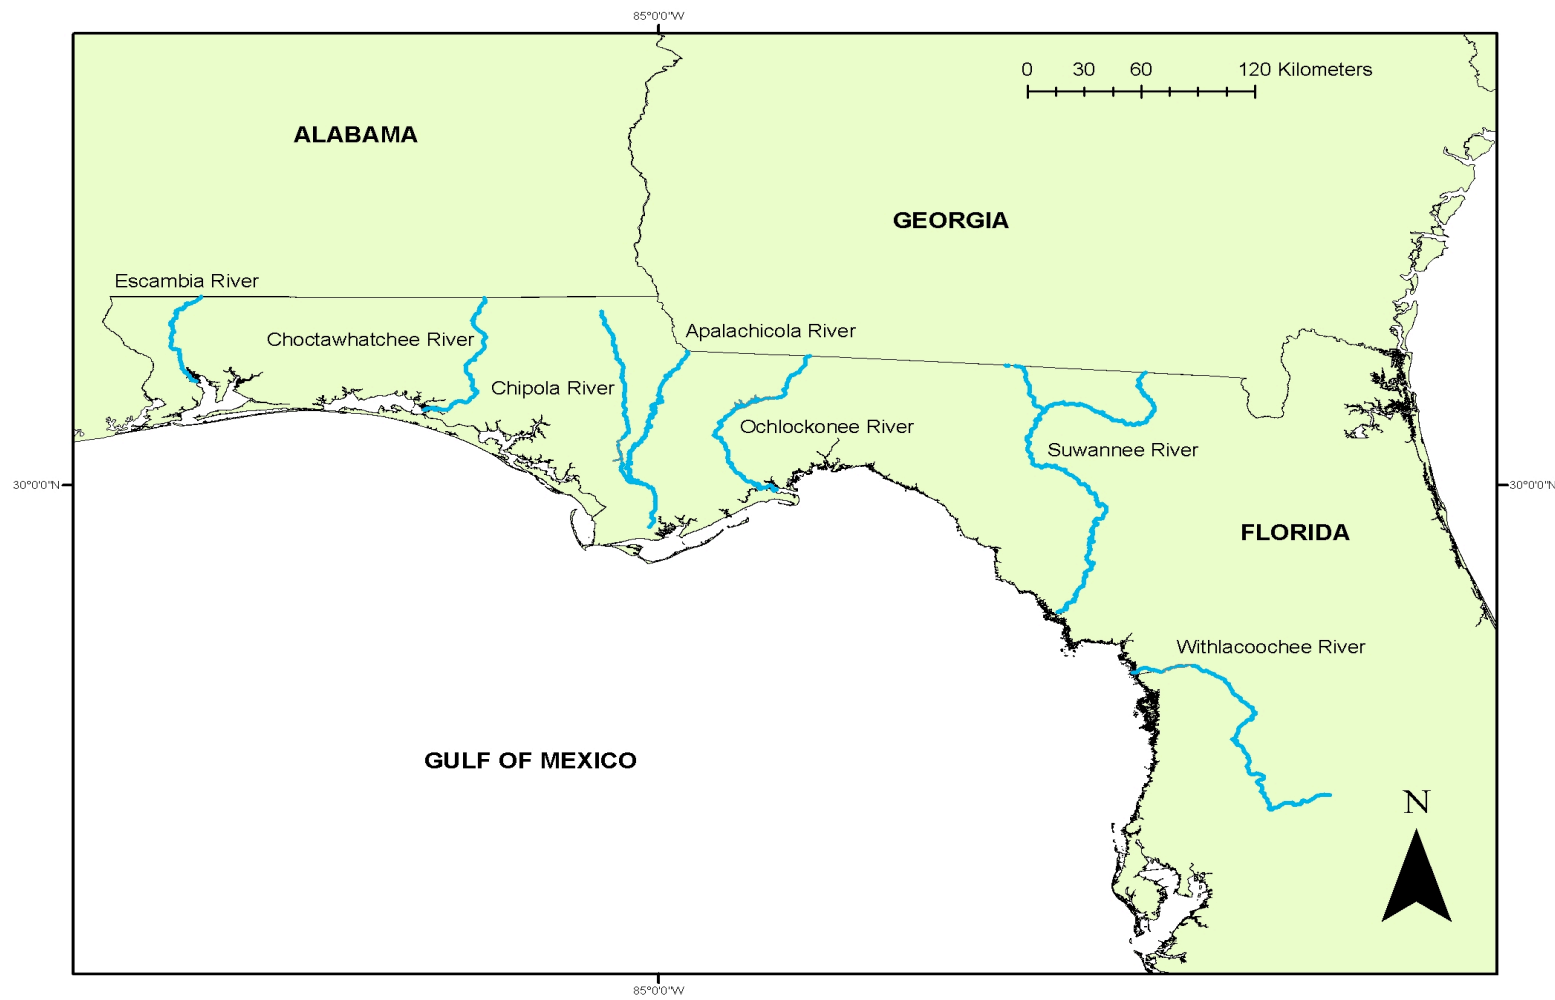 85°0'0"W
0 30 60 120 Kilometers
ALABAMA
GEORGIA
Escambia River
Apalachicola River
Choctawhatchee River
Chipola River
Ochlockonee River
Suwannee River
30°0'0"N
30°0'0"N
FLORIDA
Withlacoochee River
GULF OF MEXICO
N
85°0'0"W